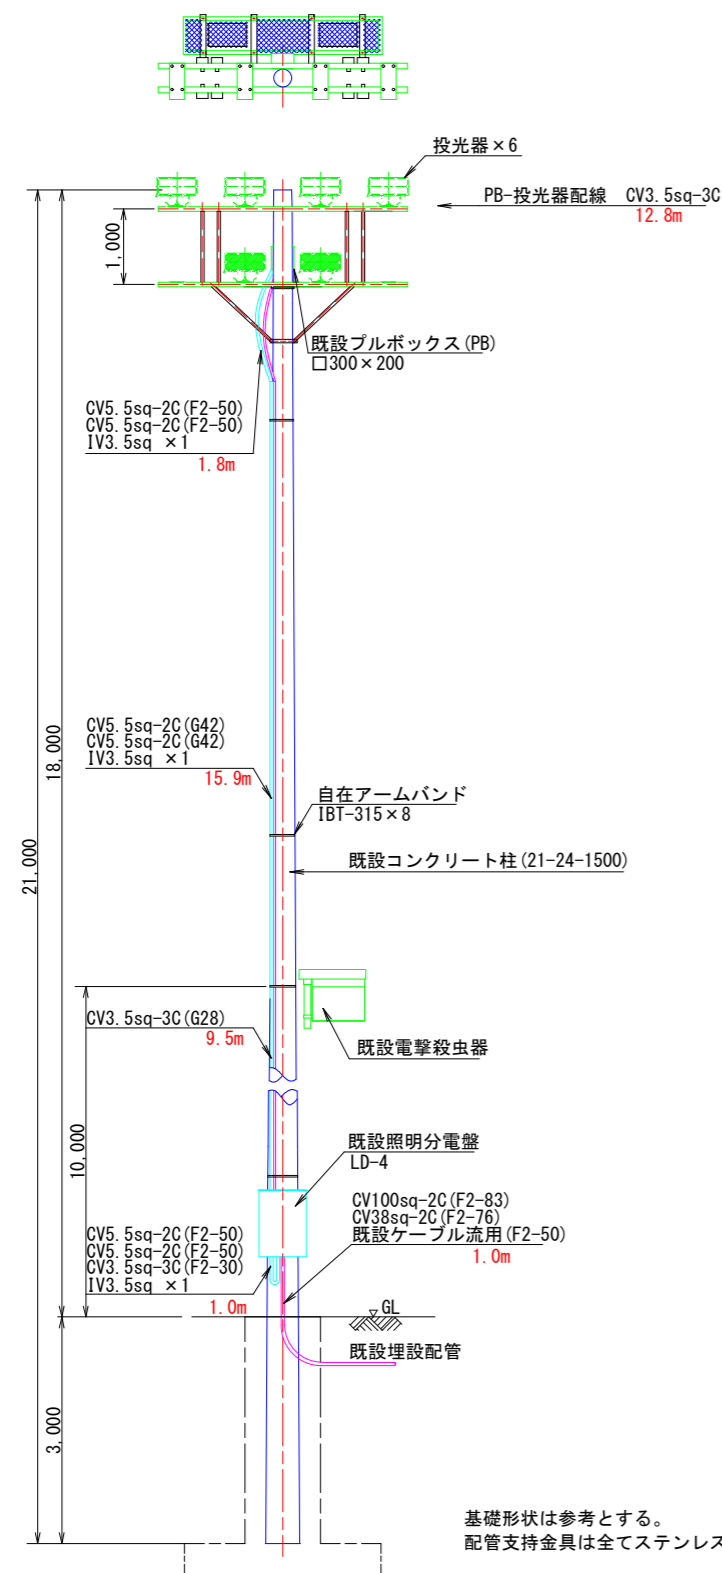 投光器×6
PB-投光器配線 CV3.5sq-3C
12.8m
1,000
既設プルボックス(PB)
□300×200
CV5.5sq-2C(F2-50)
CV5.5sq-2C(F2-50)
IV3.5sq ×1
1.8m
CV5.5sq-2C(G42)
CV5.5sq-2C(G42)
IV3.5sq ×1
15.9m
18,000
21,000
自在アームバンド
IBT-315×8
既設コンクリート柱(21-24-1500)
CV3.5sq-3C(G28)
9.5m
既設電撃殺虫器
10,000
既設照明分電盤
LD-4
CV100sq-2C(F2-83)
CV38sq-2C(F2-76)
既設ケーブル流用(F2-50)
1.0m
CV5.5sq-2C(F2-50)
CV5.5sq-2C(F2-50)
CV3.5sq-3C(F2-30)
IV3.5sq ×1
1.0m
GL
既設埋設配管
3,000
基礎形状は参考とする。
配管支持金具は全てステンレス